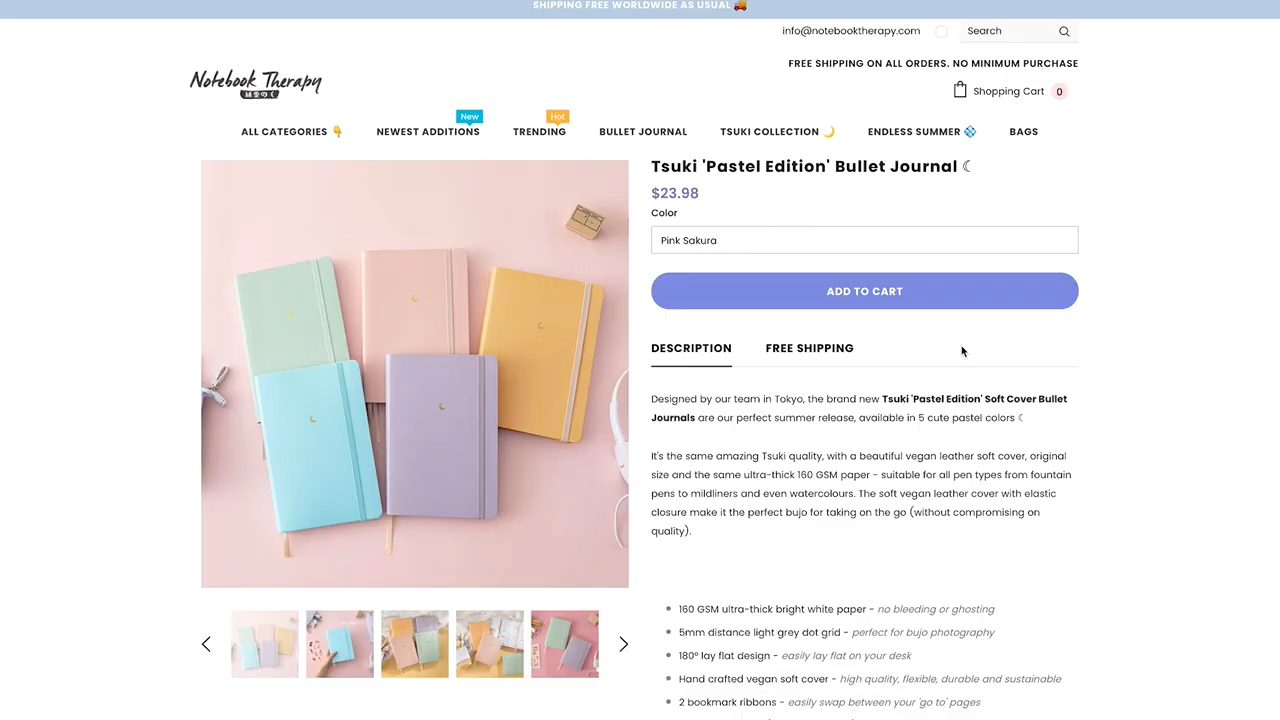 SHIPPING FREE WORLDWIDE AS USUAL 🚚
info@notebooktherapy.com
Search
FREE SHIPPING ON ALL ORDERS. NO MINIMUM PURCHASE
Notebook Therapy
Shopping Cart 0
New
Hot
ALL CATEGORIES 👇 NEWEST ADDITIONS TRENDING BULLET JOURNAL TSUKI COLLECTION 🌙 ENDLESS SUMMER 💠 BAGS
Tsuki 'Pastel Edition' Bullet Journal ☾
$23.98
Color
Pink Sakura
ADD TO CART
DESCRIPTION FREE SHIPPING
Designed by our team in Tokyo, the brand new Tsuki 'Pastel Edition' Soft Cover Bullet
Journals are our perfect summer release, available in 5 cute pastel colors ☾
It's the same amazing Tsuki quality, with a beautiful vegan leather soft cover, original
size and the same ultra-thick 160 GSM paper - suitable for all pen types from fountain
pens to mildliners and even watercolours. The soft vegan leather cover with elastic
closure make it the perfect bujo for taking on the go (without compromising on
quality).
160 GSM ultra-thick bright white paper - no bleeding or ghosting
5mm distance light grey dot grid - perfect for bujo photography
180° lay flat design - easily lay flat on your desk
Hand crafted vegan soft cover - high quality, flexible, durable and sustainable
2 bookmark ribbons - easily swap between your 'go to' pages